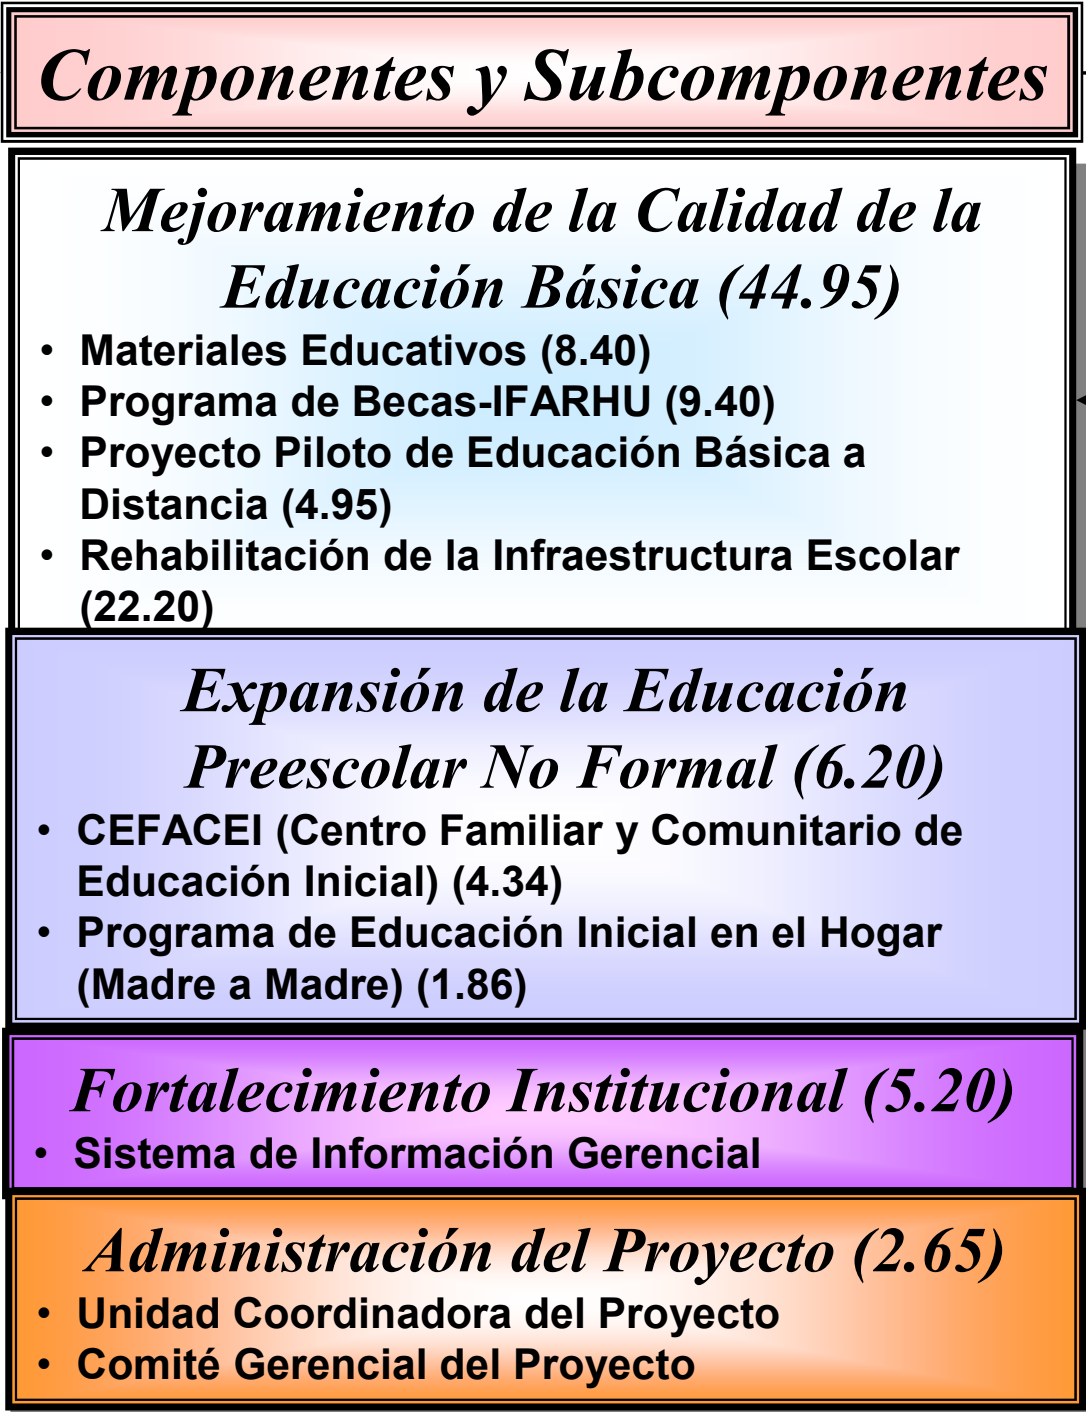 Componentes y Subcomponentes
Mejoramiento de la Calidad de la
Educación Básica (44.95)
• Materiales Educativos (8.40)
• Programa de Becas-IFARHU (9.40)
• Proyecto Piloto de Educación Básica a
Distancia (4.95)
• Rehabilitación de la Infraestructura Escolar
(22.20)
Expansión de la Educación
Preescolar No Formal (6.20)
• CEFACEI (Centro Familiar y Comunitario de
Educación Inicial) (4.34)
• Programa de Educación Inicial en el Hogar
(Madre a Madre) (1.86)
Fortalecimiento Institucional (5.20)
• Sistema de Información Gerencial
Administración del Proyecto (2.65)
• Unidad Coordinadora del Proyecto
• Comité Gerencial del Proyecto